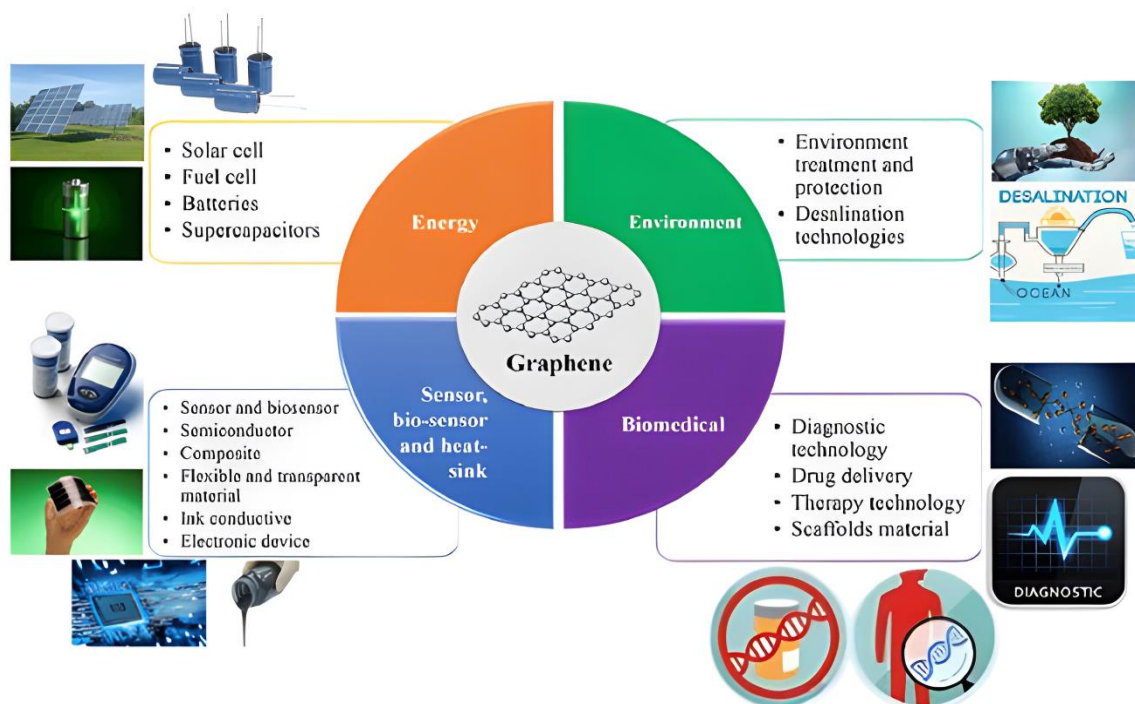 Solar cell
Fuel cell
Batteries
Supercapacitors
Energy
Environment
Environment
treatment and
protection
Desalination
technologies
DESALINATION
OCEAN
Graphene
Sensor,
bio-sensor
and heat-
sink
Biomedical
Sensor and biosensor
Semiconductor
Composite
Flexible and transparent
material
Ink conductive
Electronic device
Diagnostic
technology
Drug delivery
Therapy technology
Scaffolds material
DIAGNOSTIC